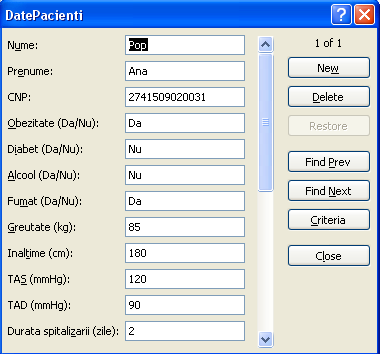 DatePacienti
Nume: Pop
Prenume: Ana
CNP: 2741509020031
Obezitate (Da/Nu): Da
Diabet (Da/Nu): Nu
Alcool (Da/Nu): Nu
Fumat (Da/Nu): Da
Greutate (kg): 85
Inaltime (cm): 180
TAS (mmHg): 120
TAD (mmHg): 90
Durata spitalizarii (zile): 2
1 of 1
New
Delete
Restore
Find Prev
Find Next
Criteria
Close